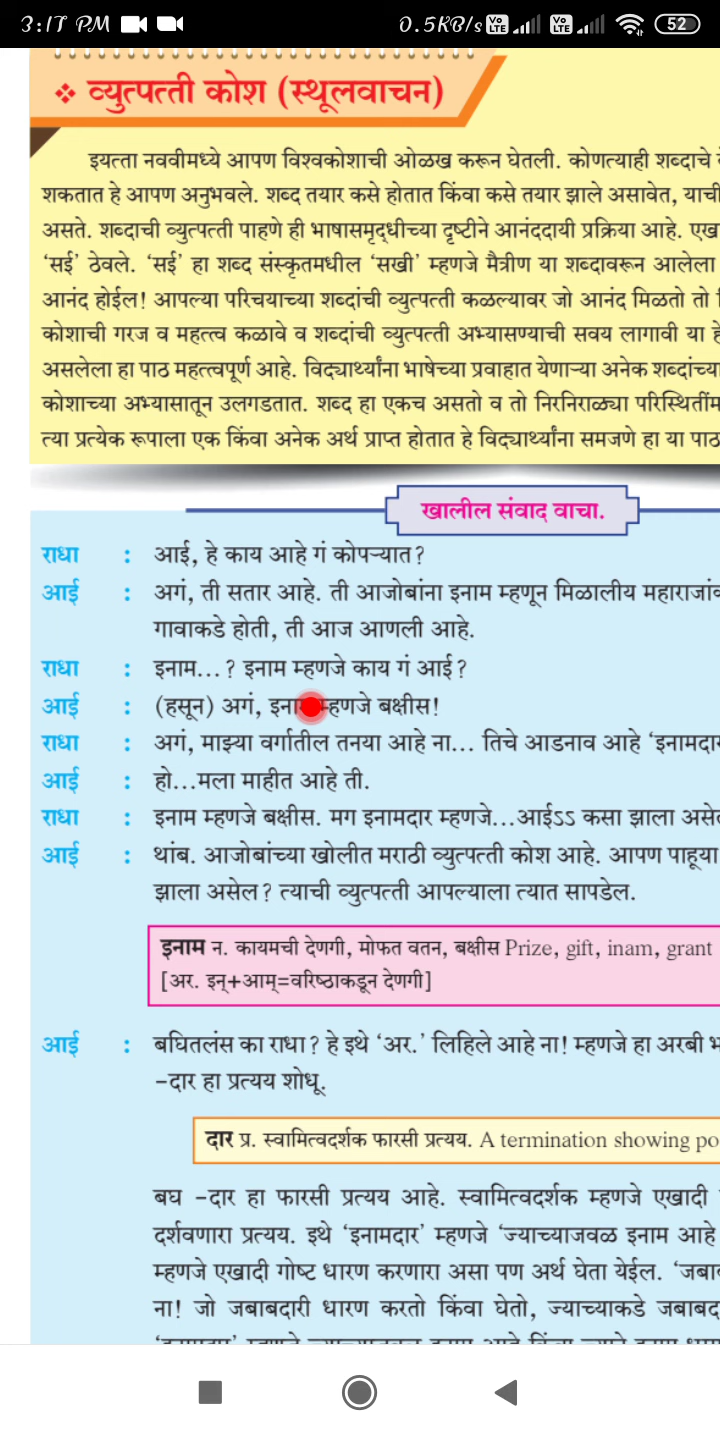 3:17 PM 0.5KB/s Vo LTE Vo LTE 52
❖ व्युत्पत्ती कोश (स्थूलवाचन)
इयत्ता नववीमध्ये आपण विश्वकोशाची ओळख करून घेतली. कोणत्याही शब्दाचे
शकतात हे आपण अनुभवले. शब्द तयार कसे होतात किंवा कसे तयार झाले असावेत, याची
असते. शब्दाची व्युत्पत्ती पाहणे ही भाषासमृद्धीच्या दृष्टीने आनंददायी प्रक्रिया आहे.
'सई' ठेवले. 'सई' हा शब्द संस्कृतमधील 'सखी' म्हणजे मैत्रीण या शब्दावरून आलेला
आनंद होईल! आपल्या परिचयाच्या शब्दांची व्युत्पत्ती कळल्यावर जो आनंद मिळतो तो
कोशाची गरज व महत्त्व कळावे व शब्दांची व्युत्पत्ती अभ्यासण्याची सवय लागावी या
असलेला हा पाठ महत्त्वपूर्ण आहे. विद्यार्थ्यांना भाषेच्या प्रवाहात येणाऱ्या अनेक शब्दांच्या
कोशाच्या अभ्यासातून उलगडतात. शब्द हा एकच असतो व तो निरनिराळ्या
त्या प्रत्येक रूपाला एक किंवा अनेक अर्थ प्राप्त होतात हे विद्यार्थ्यांना समजणे हा या पाठ
खालील संवाद वाचा.
राधा : आई, हे काय आहे गं कोपऱ्यात?
आई : अगं, ती सतार आहे. ती आजोबांना इनाम म्हणून मिळालीय
गावाकडे होती, ती आज आणली आहे.
राधा : इनाम...? इनाम म्हणजे काय गं आई?
आई : (हसून) अगं, इनाम म्हणजे बक्षीस!
राधा : अगं, माझ्या वर्गातील तनया आहे ना... तिचे आडनाव आहे 'इनामदार
आई : हो...मला माहीत आहे ती.
राधा : इनाम म्हणजे बक्षीस. मग इनामदार म्हणजे...आईऽऽ कसा झाला
आई : थांब. आजोबांच्या खोलीत मराठी व्युत्पत्ती कोश आहे. आपण पाहूया
झाला असेल? त्याची व्युत्पत्ती आपल्याला त्यात सापडेल.
इनाम न. कायमची देणगी, मोफत वतन, बक्षीस Prize, gift, inam, grant
[अर. इन्+आम्=वरिष्ठाकडून देणगी]
आई : बघितलंस का राधा? हे इथे 'अर.' लिहिले आहे ना! म्हणजे हा अरबी
-दार हा प्रत्यय शोधू.
दार प्र. स्वामित्वदर्शक फारसी प्रत्यय. A termination showing
बघ -दार हा फारसी प्रत्यय आहे. स्वामित्वदर्शक म्हणजे एखादी
दर्शवणारा प्रत्यय. इथे 'इनामदार' म्हणजे 'ज्याच्याजवळ इनाम आहे
म्हणजे एखादी गोष्ट धारण करणारा असा पण अर्थ घेता येईल.
ना! जो जबाबदारी धारण करतो किंवा घेतो, ज्याच्याकडे